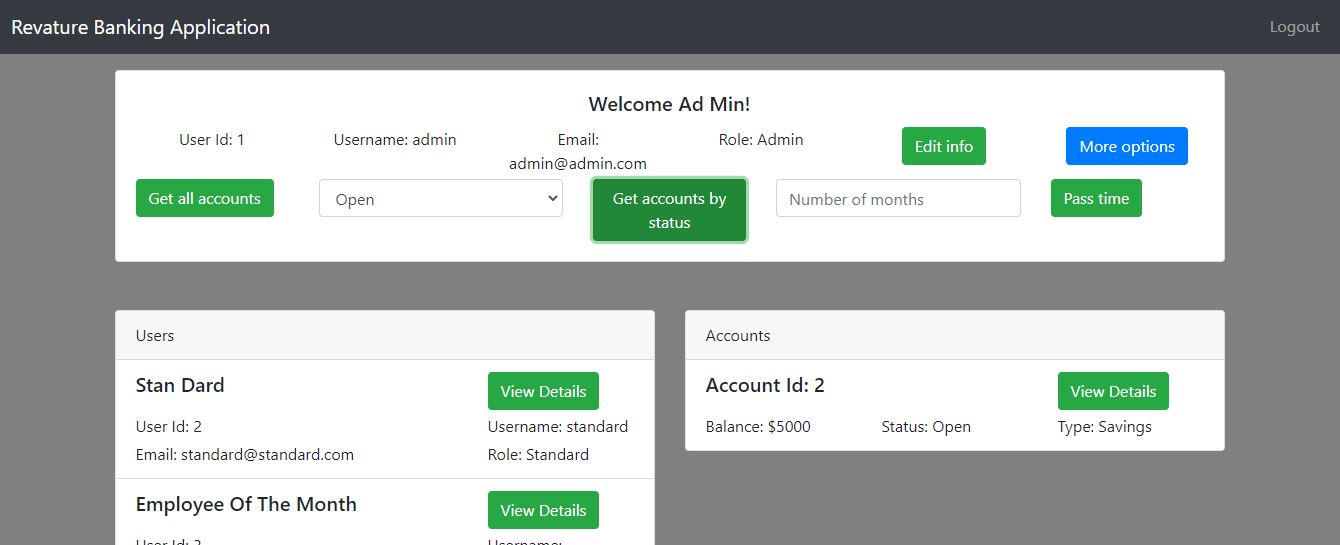 Revature Banking Application
Logout
Welcome Ad Min!
User Id: 1
Username: admin
Email:
admin@admin.com
Role: Admin
Edit info
More options
Get all accounts
Open
Get accounts by
status
Number of months
Pass time
Users
Stan Dard
View Details
User Id: 2
Username: standard
Email: standard@standard.com
Role: Standard
Employee Of The Month
View Details
User Id: 3
Username:
Accounts
Account Id: 2
View Details
Balance: $5000
Status: Open
Type: Savings